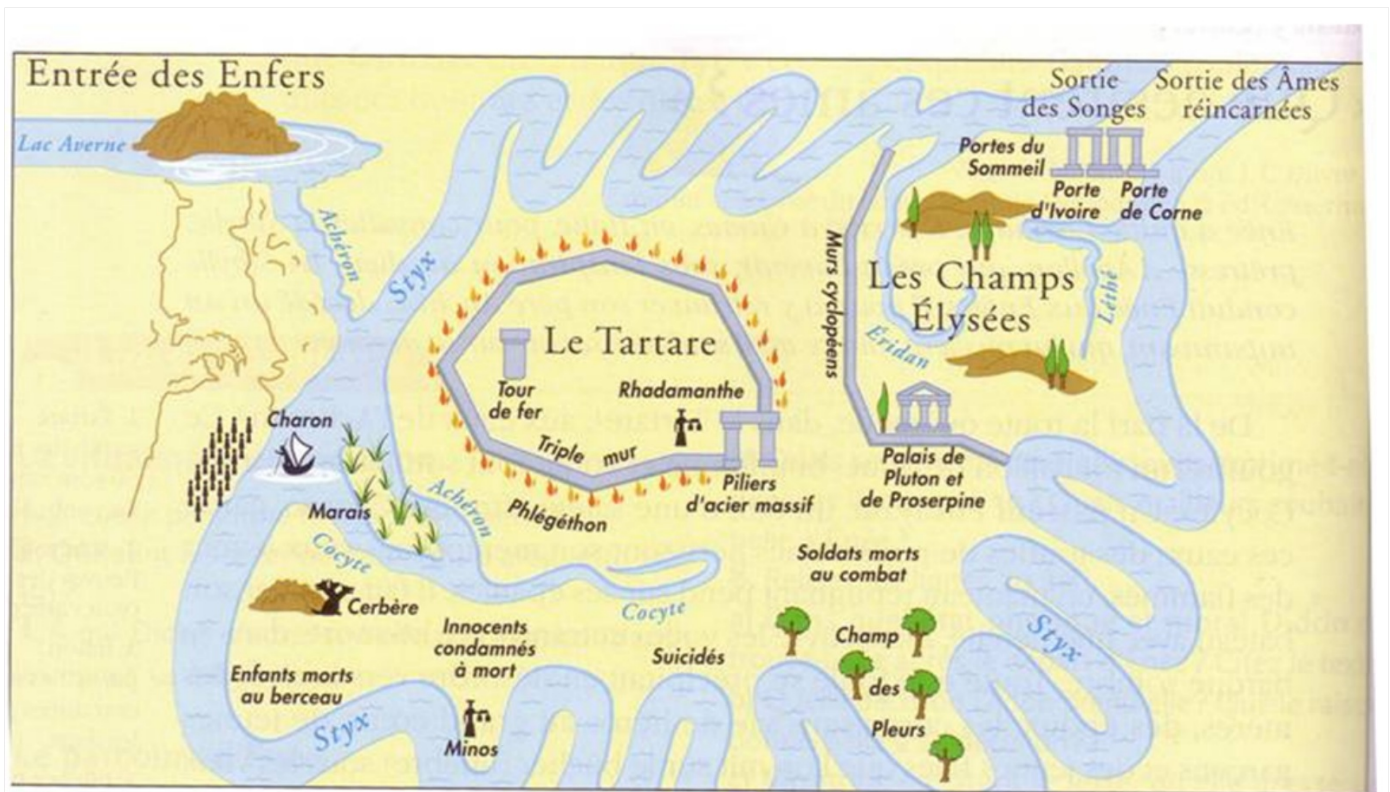 Entrée des Enfers
Lac Averne
Achéron
Styx
Sortie
des Songes
Sortie des Âmes
réincarnées
Portes du
Sommeil
Porte
d'Ivoire
Porte
de Corne
Murs cyclopéens
Les Champs
Élysées
Léthé
Éridan
Le Tartare
Tour
de fer
Rhadamanthe
Triple mur
Phlégéthon
Piliers
d'acier massif
Palais de
Pluton et
de Proserpine
Charon
Marais
Achéron
Cocyte
Cerbère
Cocyte
Soldats morts
au combat
Innocents
condamnés
à mort
Suicidés
Champ
des
Pleurs
Styx
Enfants morts
au berceau
Styx
Minos